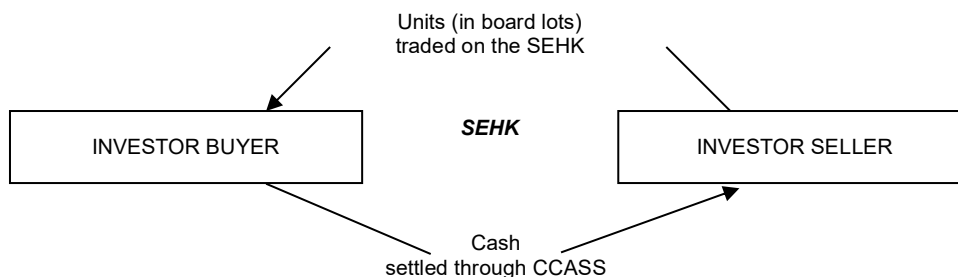 Units (in board lots)
traded on the SEHK
INVESTOR BUYER
SEHK
INVESTOR SELLER
Cash
settled through CCASS